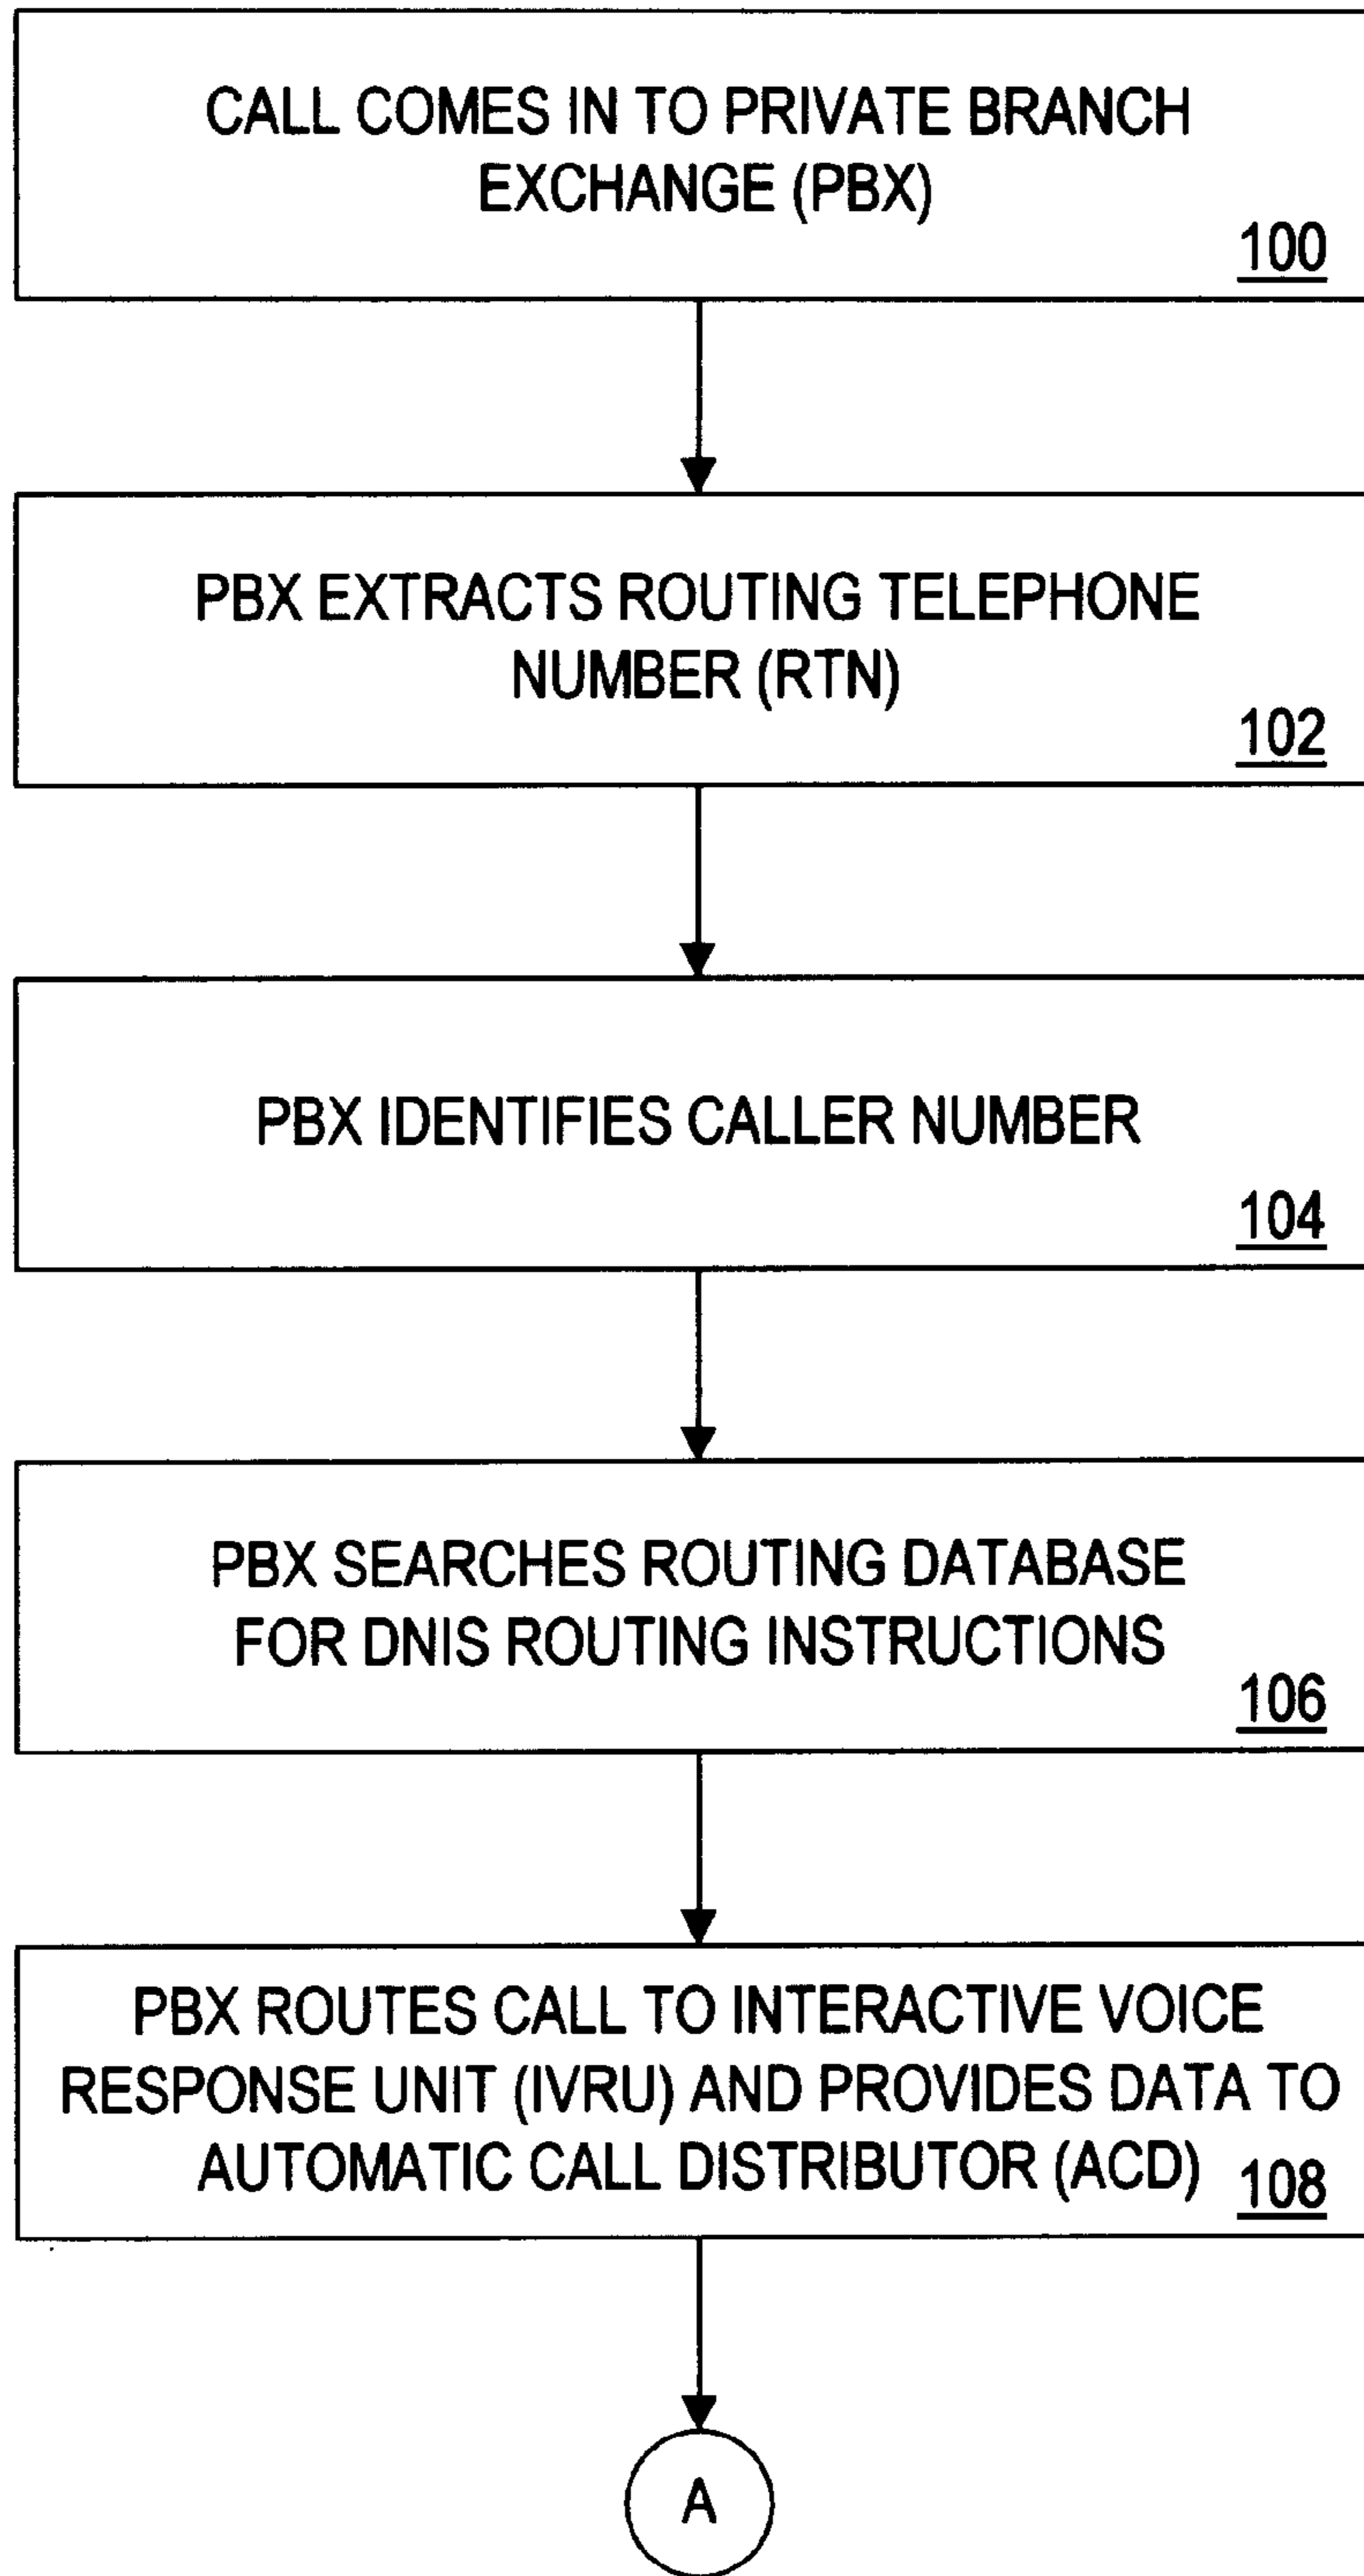 CALL COMES IN TO PRIVATE BRANCH
EXCHANGE (PBX)
100
PBX EXTRACTS ROUTING TELEPHONE
NUMBER (RTN)
102
PBX IDENTIFIES CALLER NUMBER
104
PBX SEARCHES ROUTING DATABASE
FOR DNIS ROUTING INSTRUCTIONS
106
PBX ROUTES CALL TO INTERACTIVE VOICE
RESPONSE UNIT (IVRU) AND PROVIDES DATA TO
AUTOMATIC CALL DISTRIBUTOR (ACD)
108
A